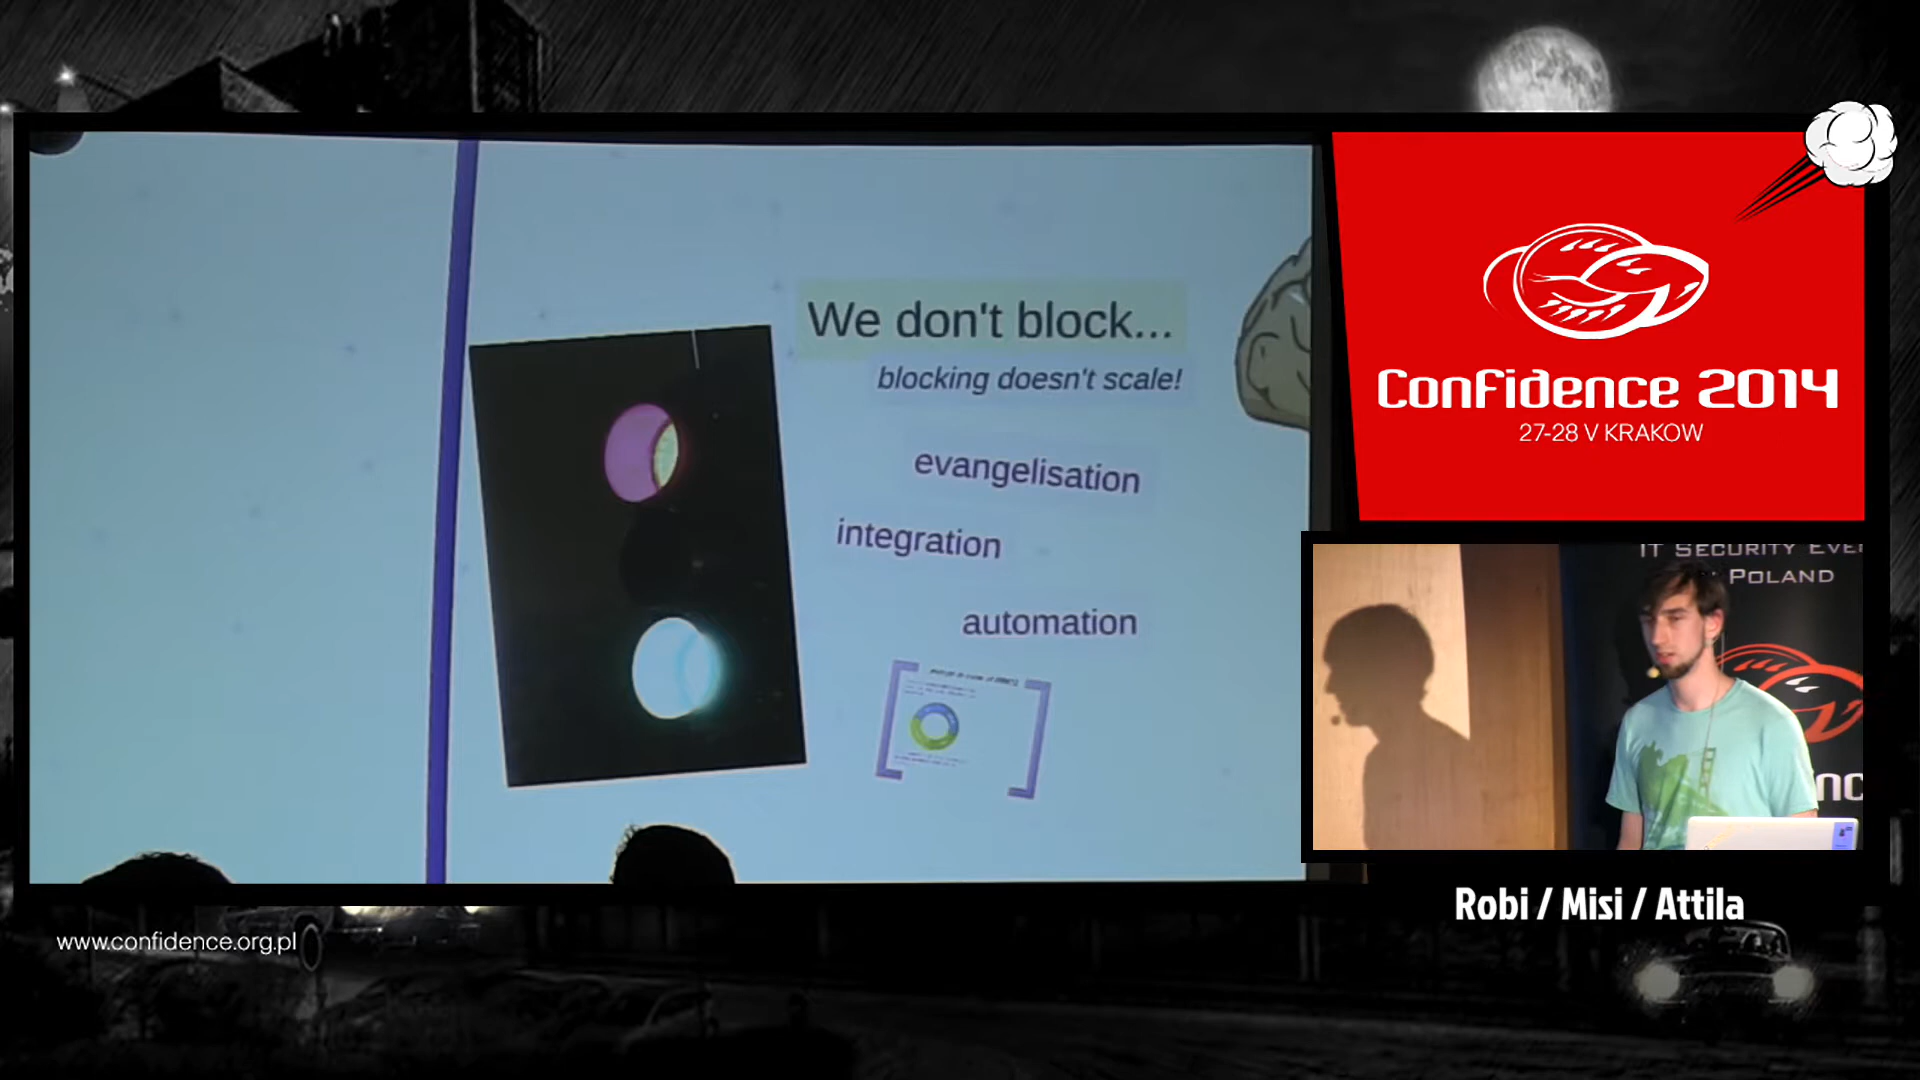 We don't block...
blocking doesn't scale!
evangelisation
integration
automation
Confidence 2014
27-28 V KRAKOW
IT SECURITY EVE
POLAND
NC
Robi / Misi / Attila
www.confidence.org.pl